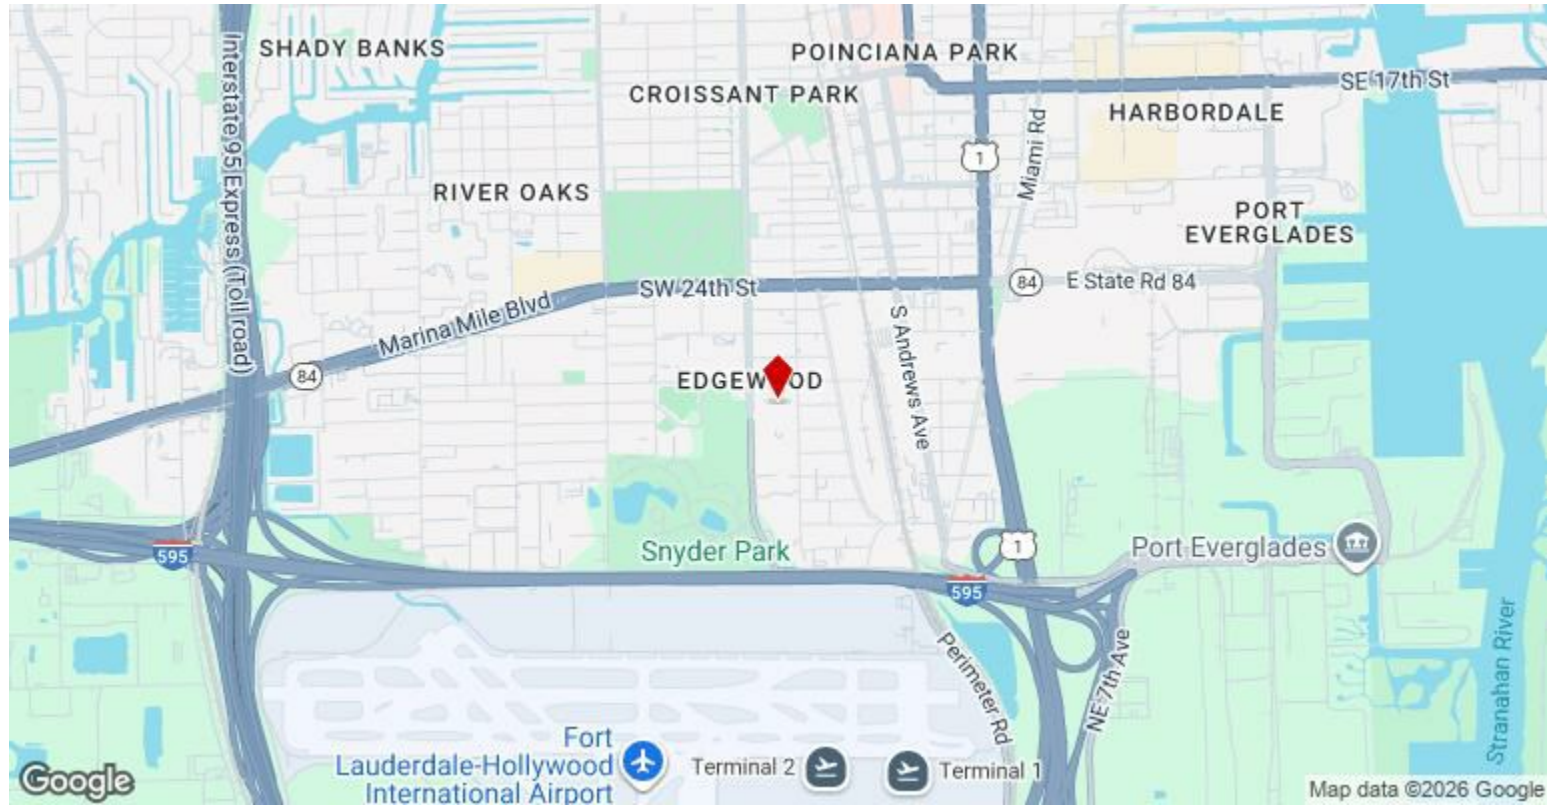 SHADY BANKS
POINCIANA PARK
CROISSANT PARK
SE 17th St
HARBORDALE
Interstate 95 Express (Toll road)
1
Miami Rd
RIVER OAKS
PORT
EVERGLADES
SW 24th St
84
E State Rd 84
Marina Mile Blvd
84
S Andrews Ave
EDGEWOOD
Snyder Park
1
Port Everglades
595
595
Perimeter Rd
NE 7th Ave
Stranahan River
Fort
Lauderdale-Hollywood
International Airport
Terminal 2
Terminal 1
Google
Map data ©2026 Google